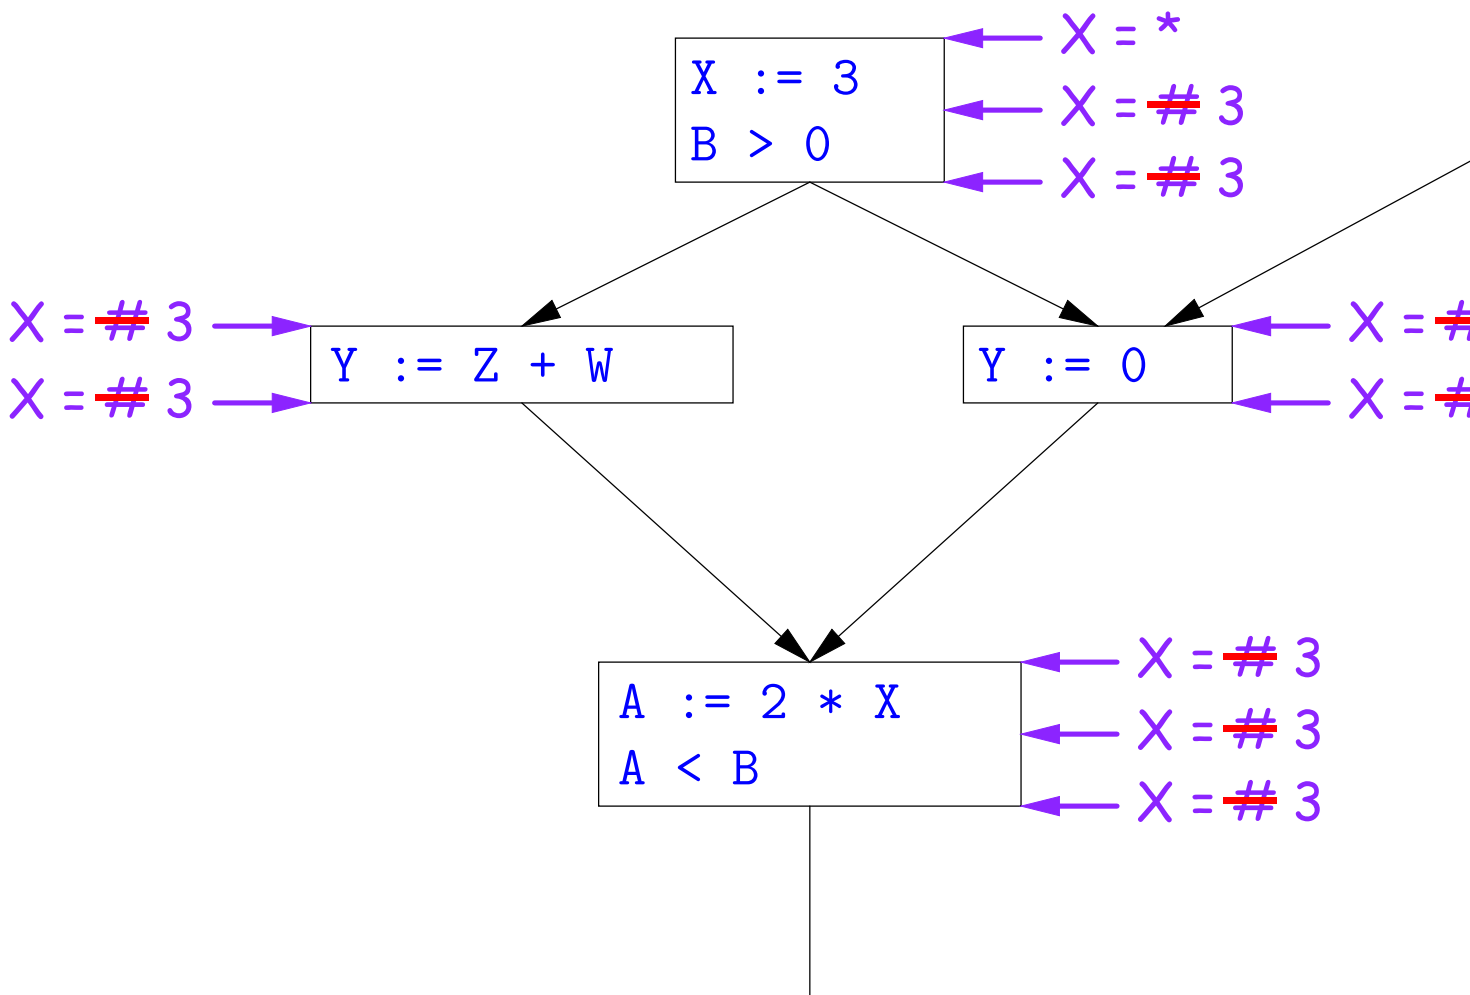 X = *
X := 3
X = # 3
B > 0
X = # 3
X = # 3
Y := Z + W
Y := 0
X = #
X = # 3
X = #
X = # 3
A := 2 * X
X = # 3
A < B
X = # 3